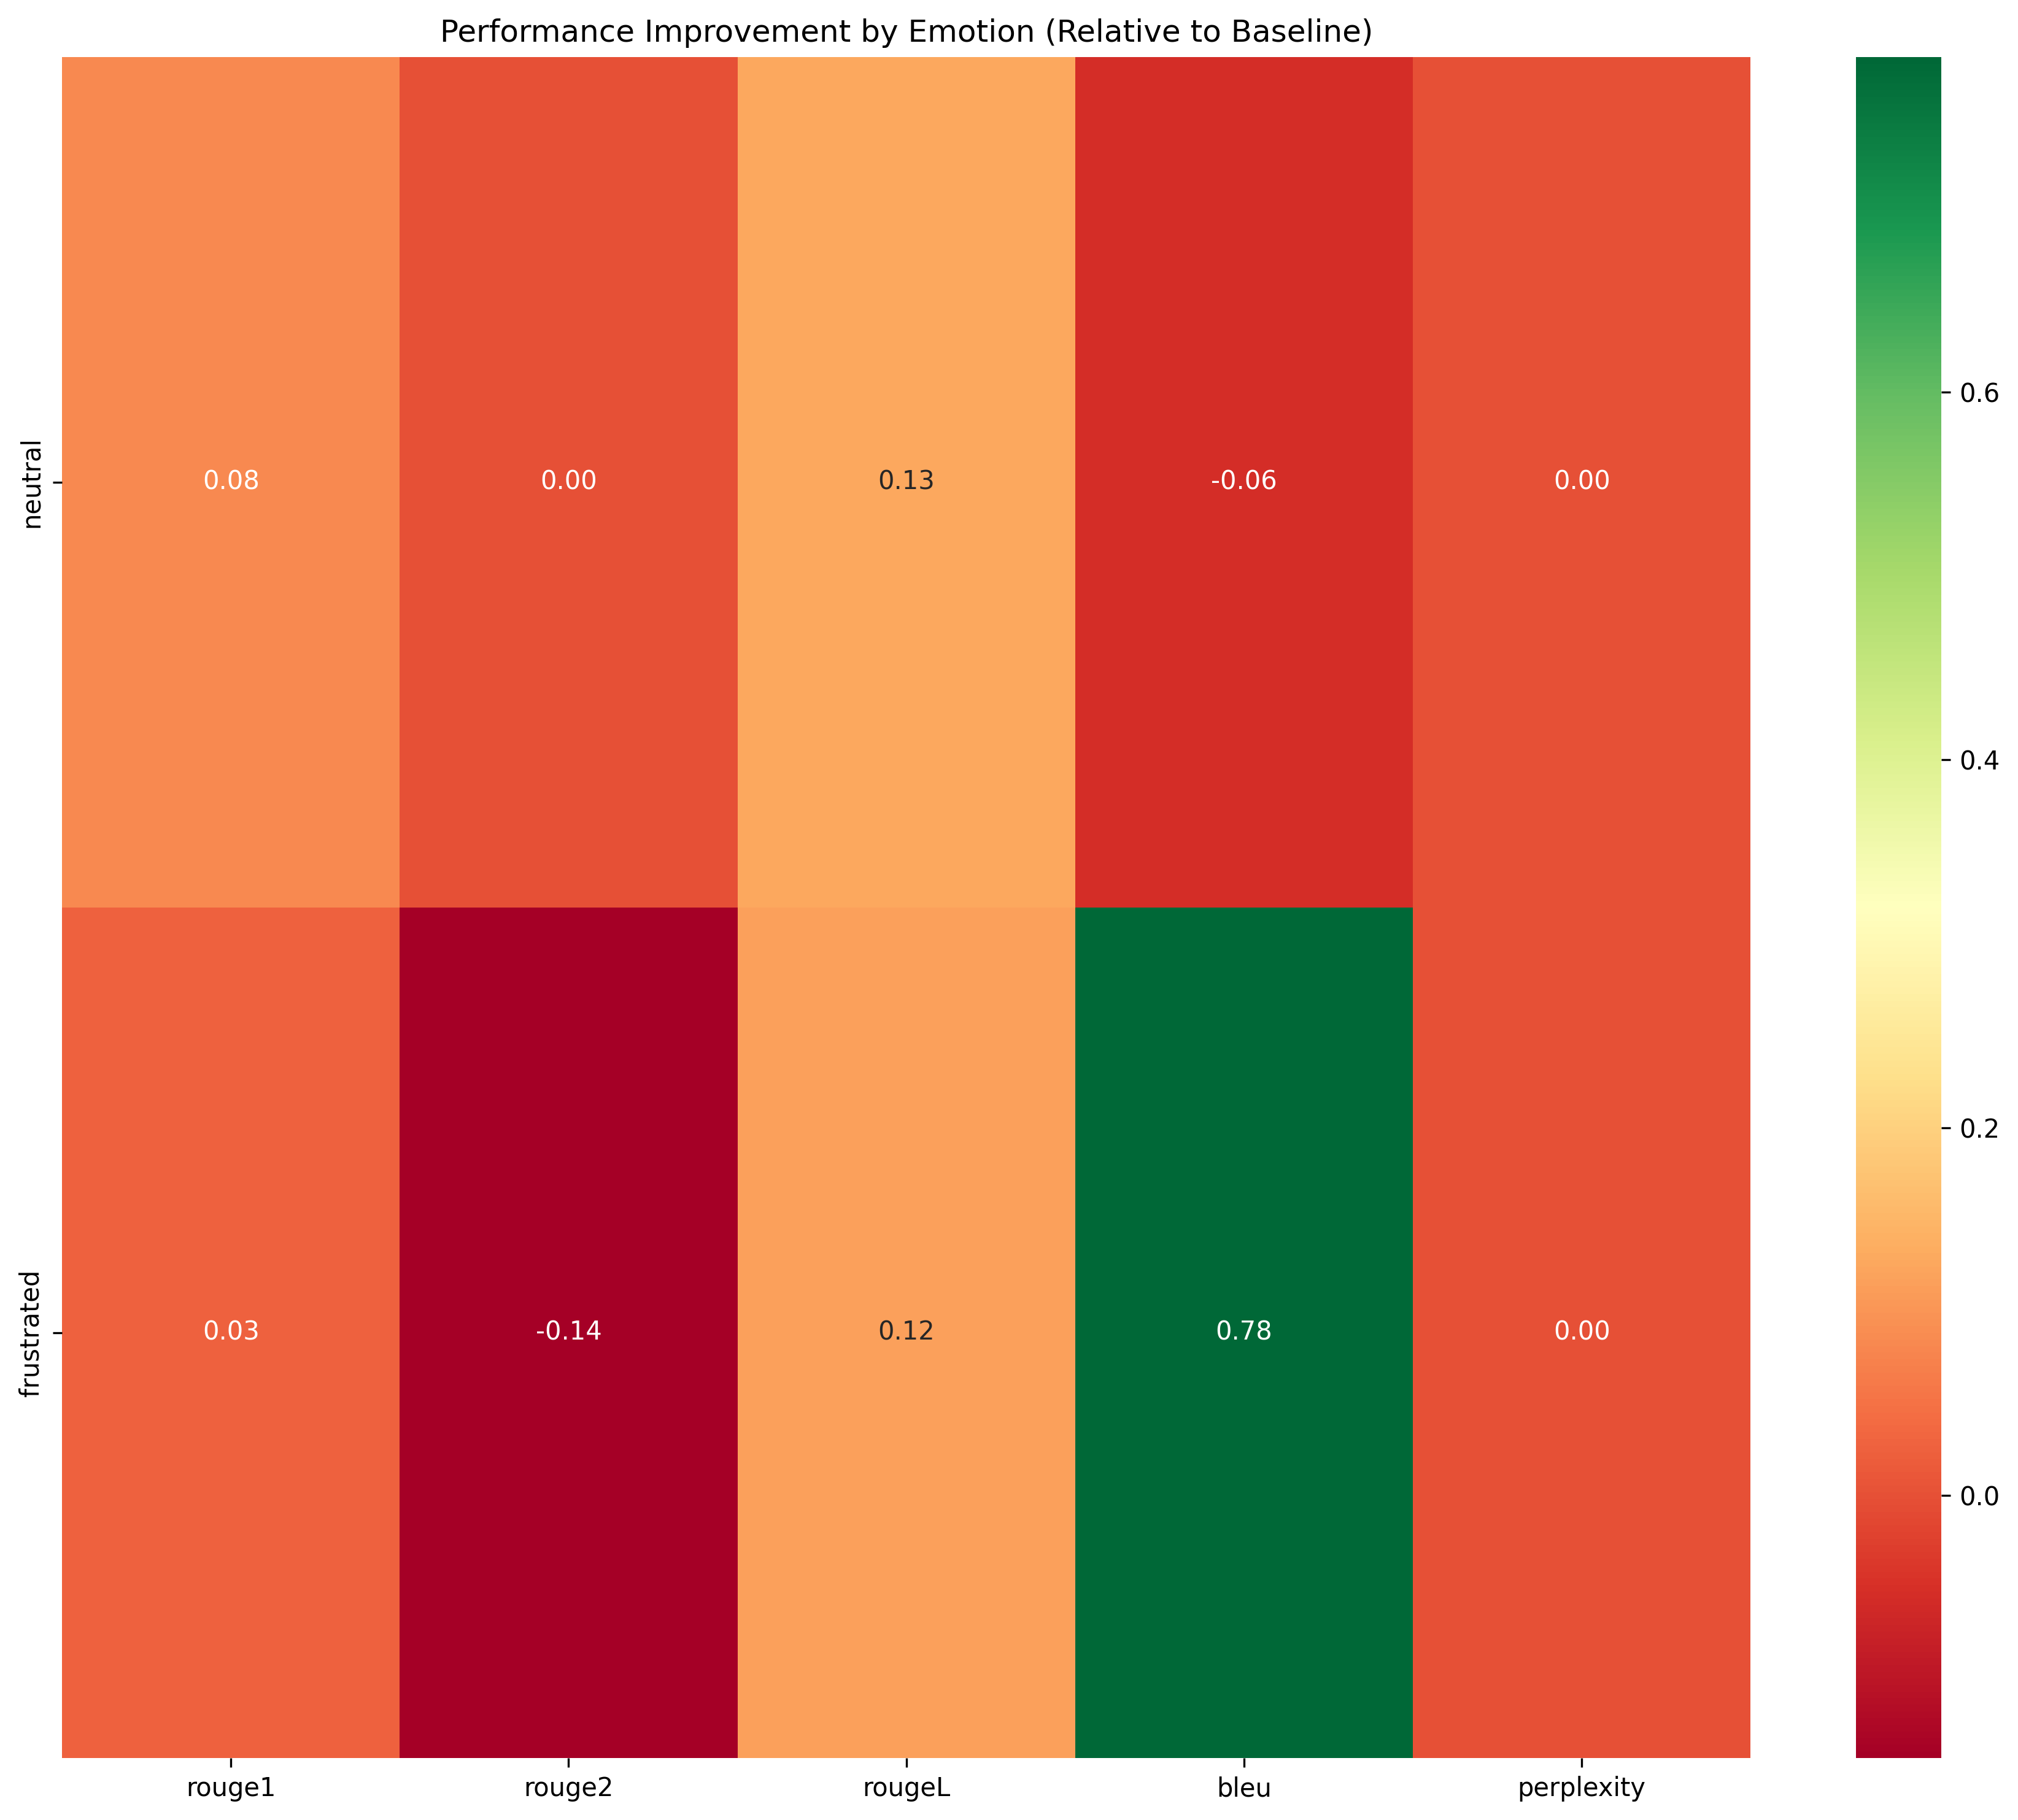 Performance Improvement by Emotion (Relative to Baseline)
neutral
0.08 0.00 0.13 -0.06 0.00
frustrated
0.03 -0.14 0.12 0.78 0.00
rouge1 rouge2 rougeL bleu perplexity
0.6
0.4
0.2
0.0